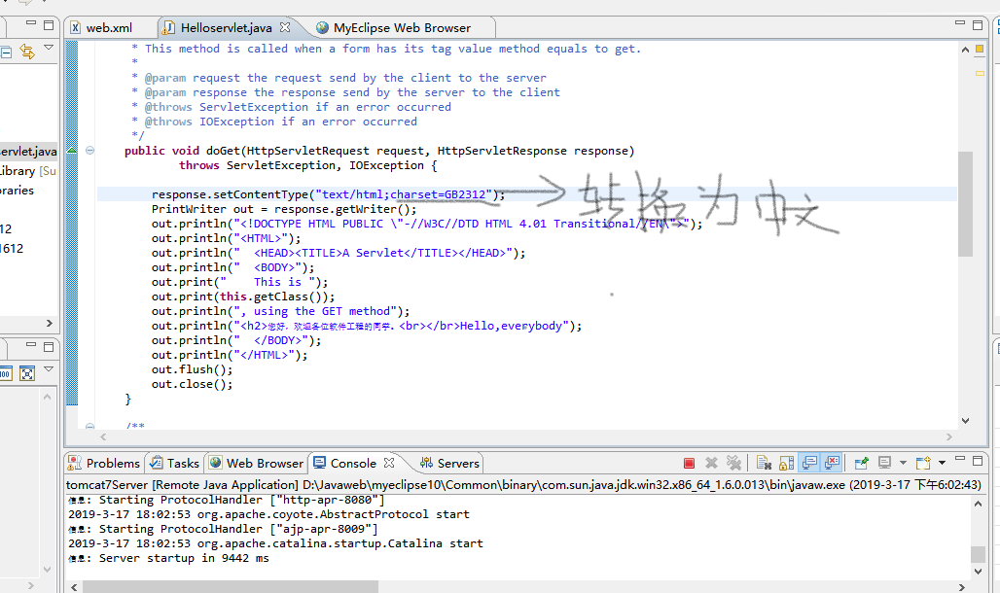 web.xml
Helloservlet.java
MyEclipse Web Browser
* This method is called when a form has its tag value method equals to get.
*
* @param request the request send by the client to the server
* @param response the response send by the server to the client
* @throws ServletException if an error occurred
* @throws IOException if an error occurred
*/
public void doGet(HttpServletRequest request, HttpServletResponse response)
throws ServletException, IOException {
response.setContentType("text/html;charset=GB2312");
转换为中文
PrintWriter out = response.getWriter();
out.println("<!DOCTYPE HTML PUBLIC \"-//W3C//DTD HTML 4.01 Transitional//EN\">");
out.println("<HTML>");
out.println("  <HEAD><TITLE>A Servlet</TITLE></HEAD>");
out.println("  <BODY>");
out.print("    This is ");
out.print(this.getClass());
out.println(", using the GET method");
out.println("<h2>您好，欢迎各位软件工程的同学。<br></br>Hello,everybody");
out.println("  </BODY>");
out.println("</HTML>");
out.flush();
out.close();
}
/**
servlet.java
Library [Su
raries
12
1612
Problems
Tasks
Web Browser
Console
Servers
tomcat7Server [Remote Java Application] D:\Javaweb\myeclipse10\Common\binary\com.sun.java.jdk.win32.x86_64_1.6.0.013\bin\javaw.exe (2019-3-17 下午6:02:43)
信息: Starting ProtocolHandler ["http-apr-8080"]
2019-3-17 18:02:53 org.apache.coyote.AbstractProtocol start
信息: Starting ProtocolHandler ["ajp-apr-8009"]
2019-3-17 18:02:53 org.apache.catalina.startup.Catalina start
信息: Server startup in 9442 ms